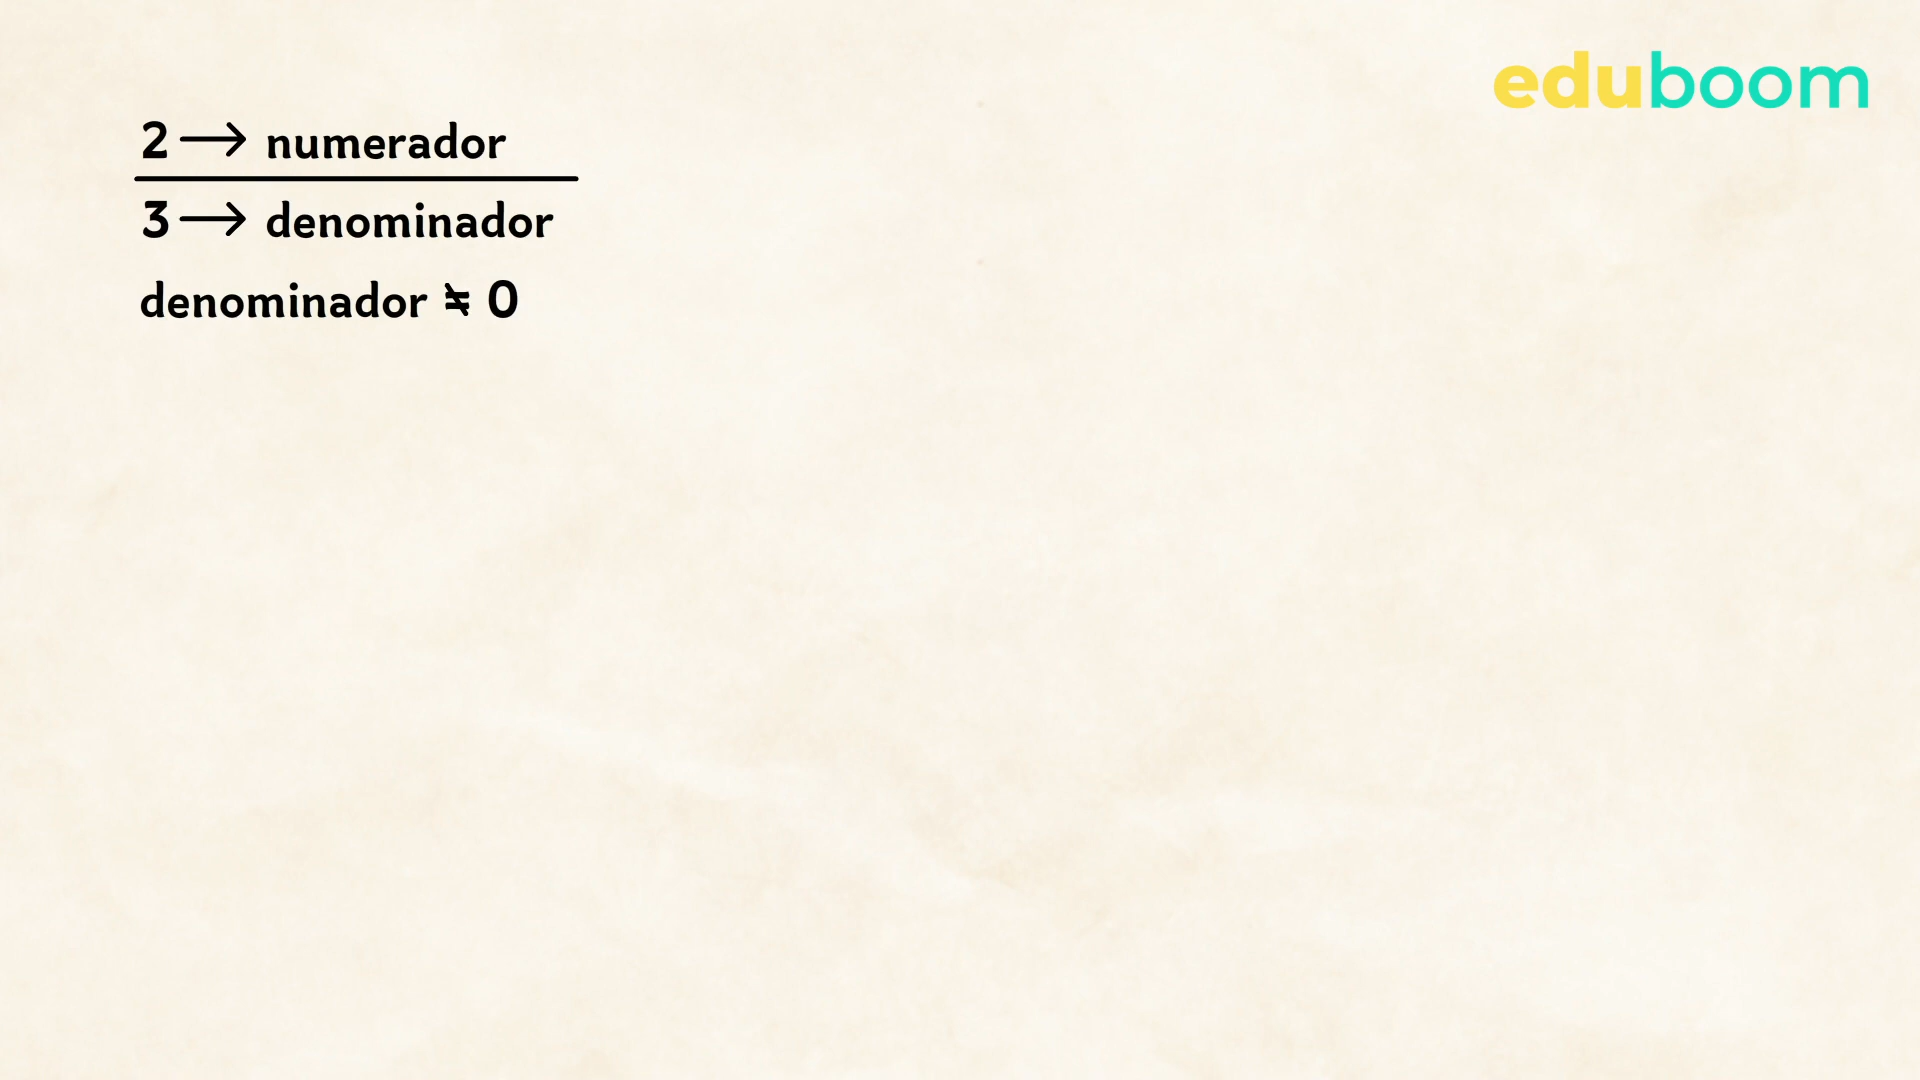 eduboom
2 → numerador
3 → denominador
denominador ≠ 0